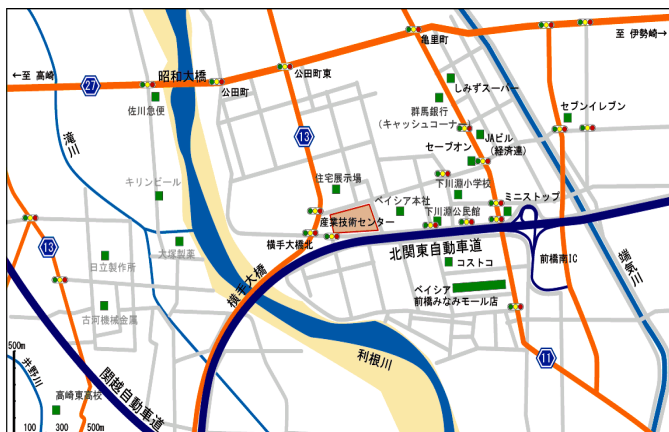 至 伊勢崎→
亀里町
←至 高崎
27
昭和大橋
公田町
公田町東
佐川急便
しみずスーパー
群馬銀行
(キャッシュコーナー)
セブンイレブン
13
JAビル
(経済連)
セーブオン
滝川
キリンビール
住宅展示場
下川淵小学校
ミニストップ
ベイシア本社
下川淵公民館
産業技術センター
13
大塚製薬
横手大橋北
北関東自動車道
前橋南IC
端気川
日立製作所
コストコ
横手大橋
ベイシア
前橋みなみモール店
古河機械金属
500m
利根川
11
井野川
関越自動車道
高崎東高校
100 300 500m